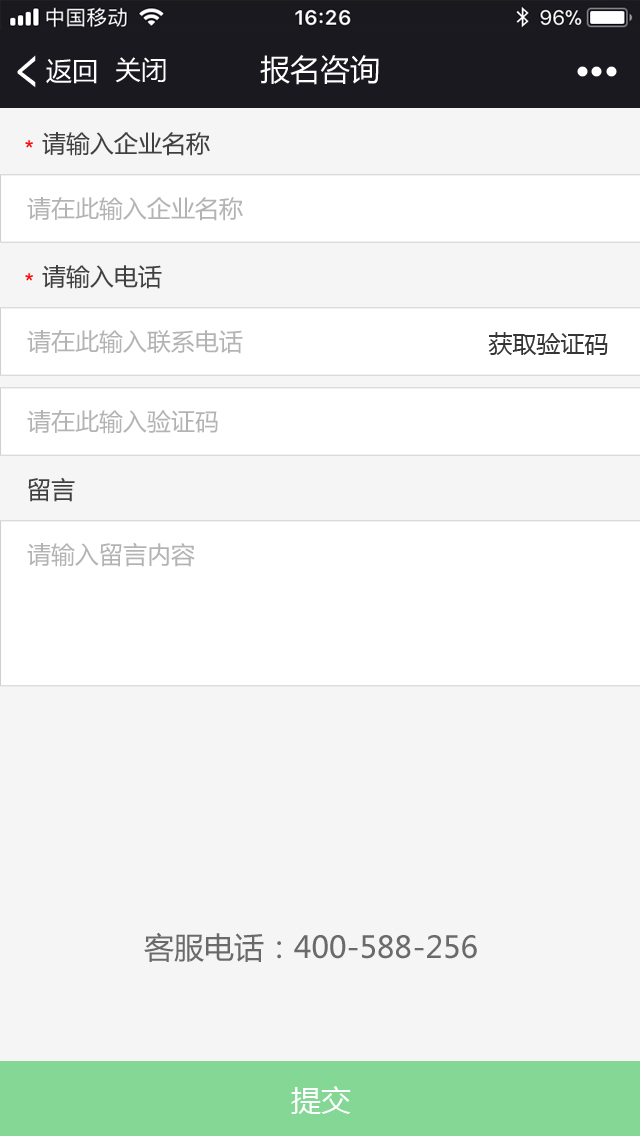 中国移动 16:26 96%
返回 关闭 报名咨询
* 请输入企业名称
请在此输入企业名称
* 请输入电话
请在此输入联系电话 获取验证码
请在此输入验证码
留言
请输入留言内容
客服电话：400-588-256
提交